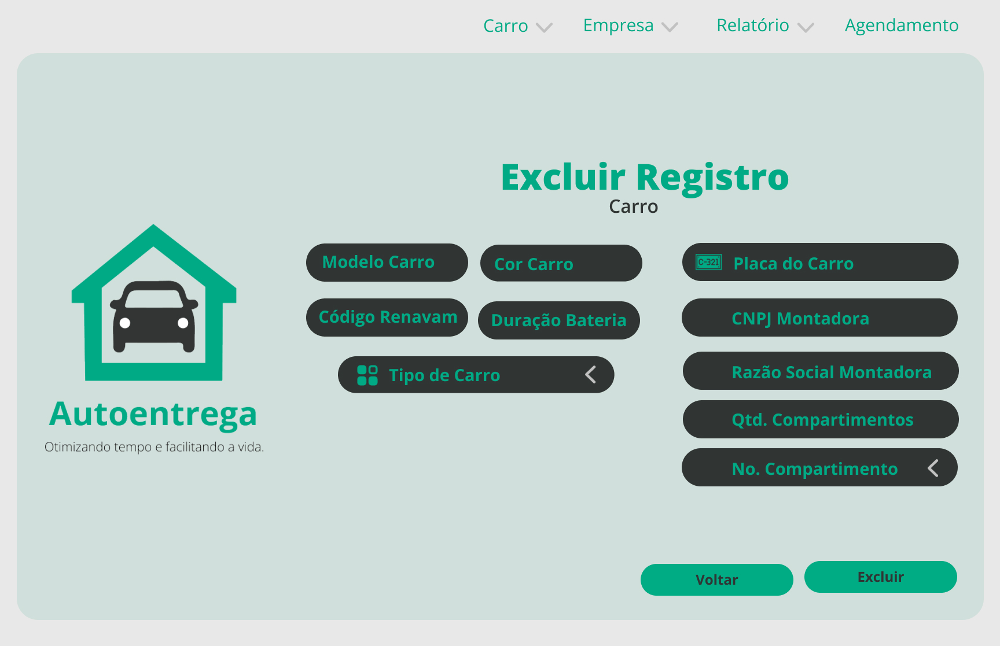 Carro
Empresa
Relatório
Agendamento
Excluir Registro
Carro
Modelo Carro
Cor Carro
C-321
Placa do Carro
Código Renavam
Duração Bateria
CNPJ Montadora
Tipo de Carro
Razão Social Montadora
Qtd. Compartimentos
No. Compartimento
Autoentrega
Otimizando tempo e facilitando a vida.
Voltar
Excluir